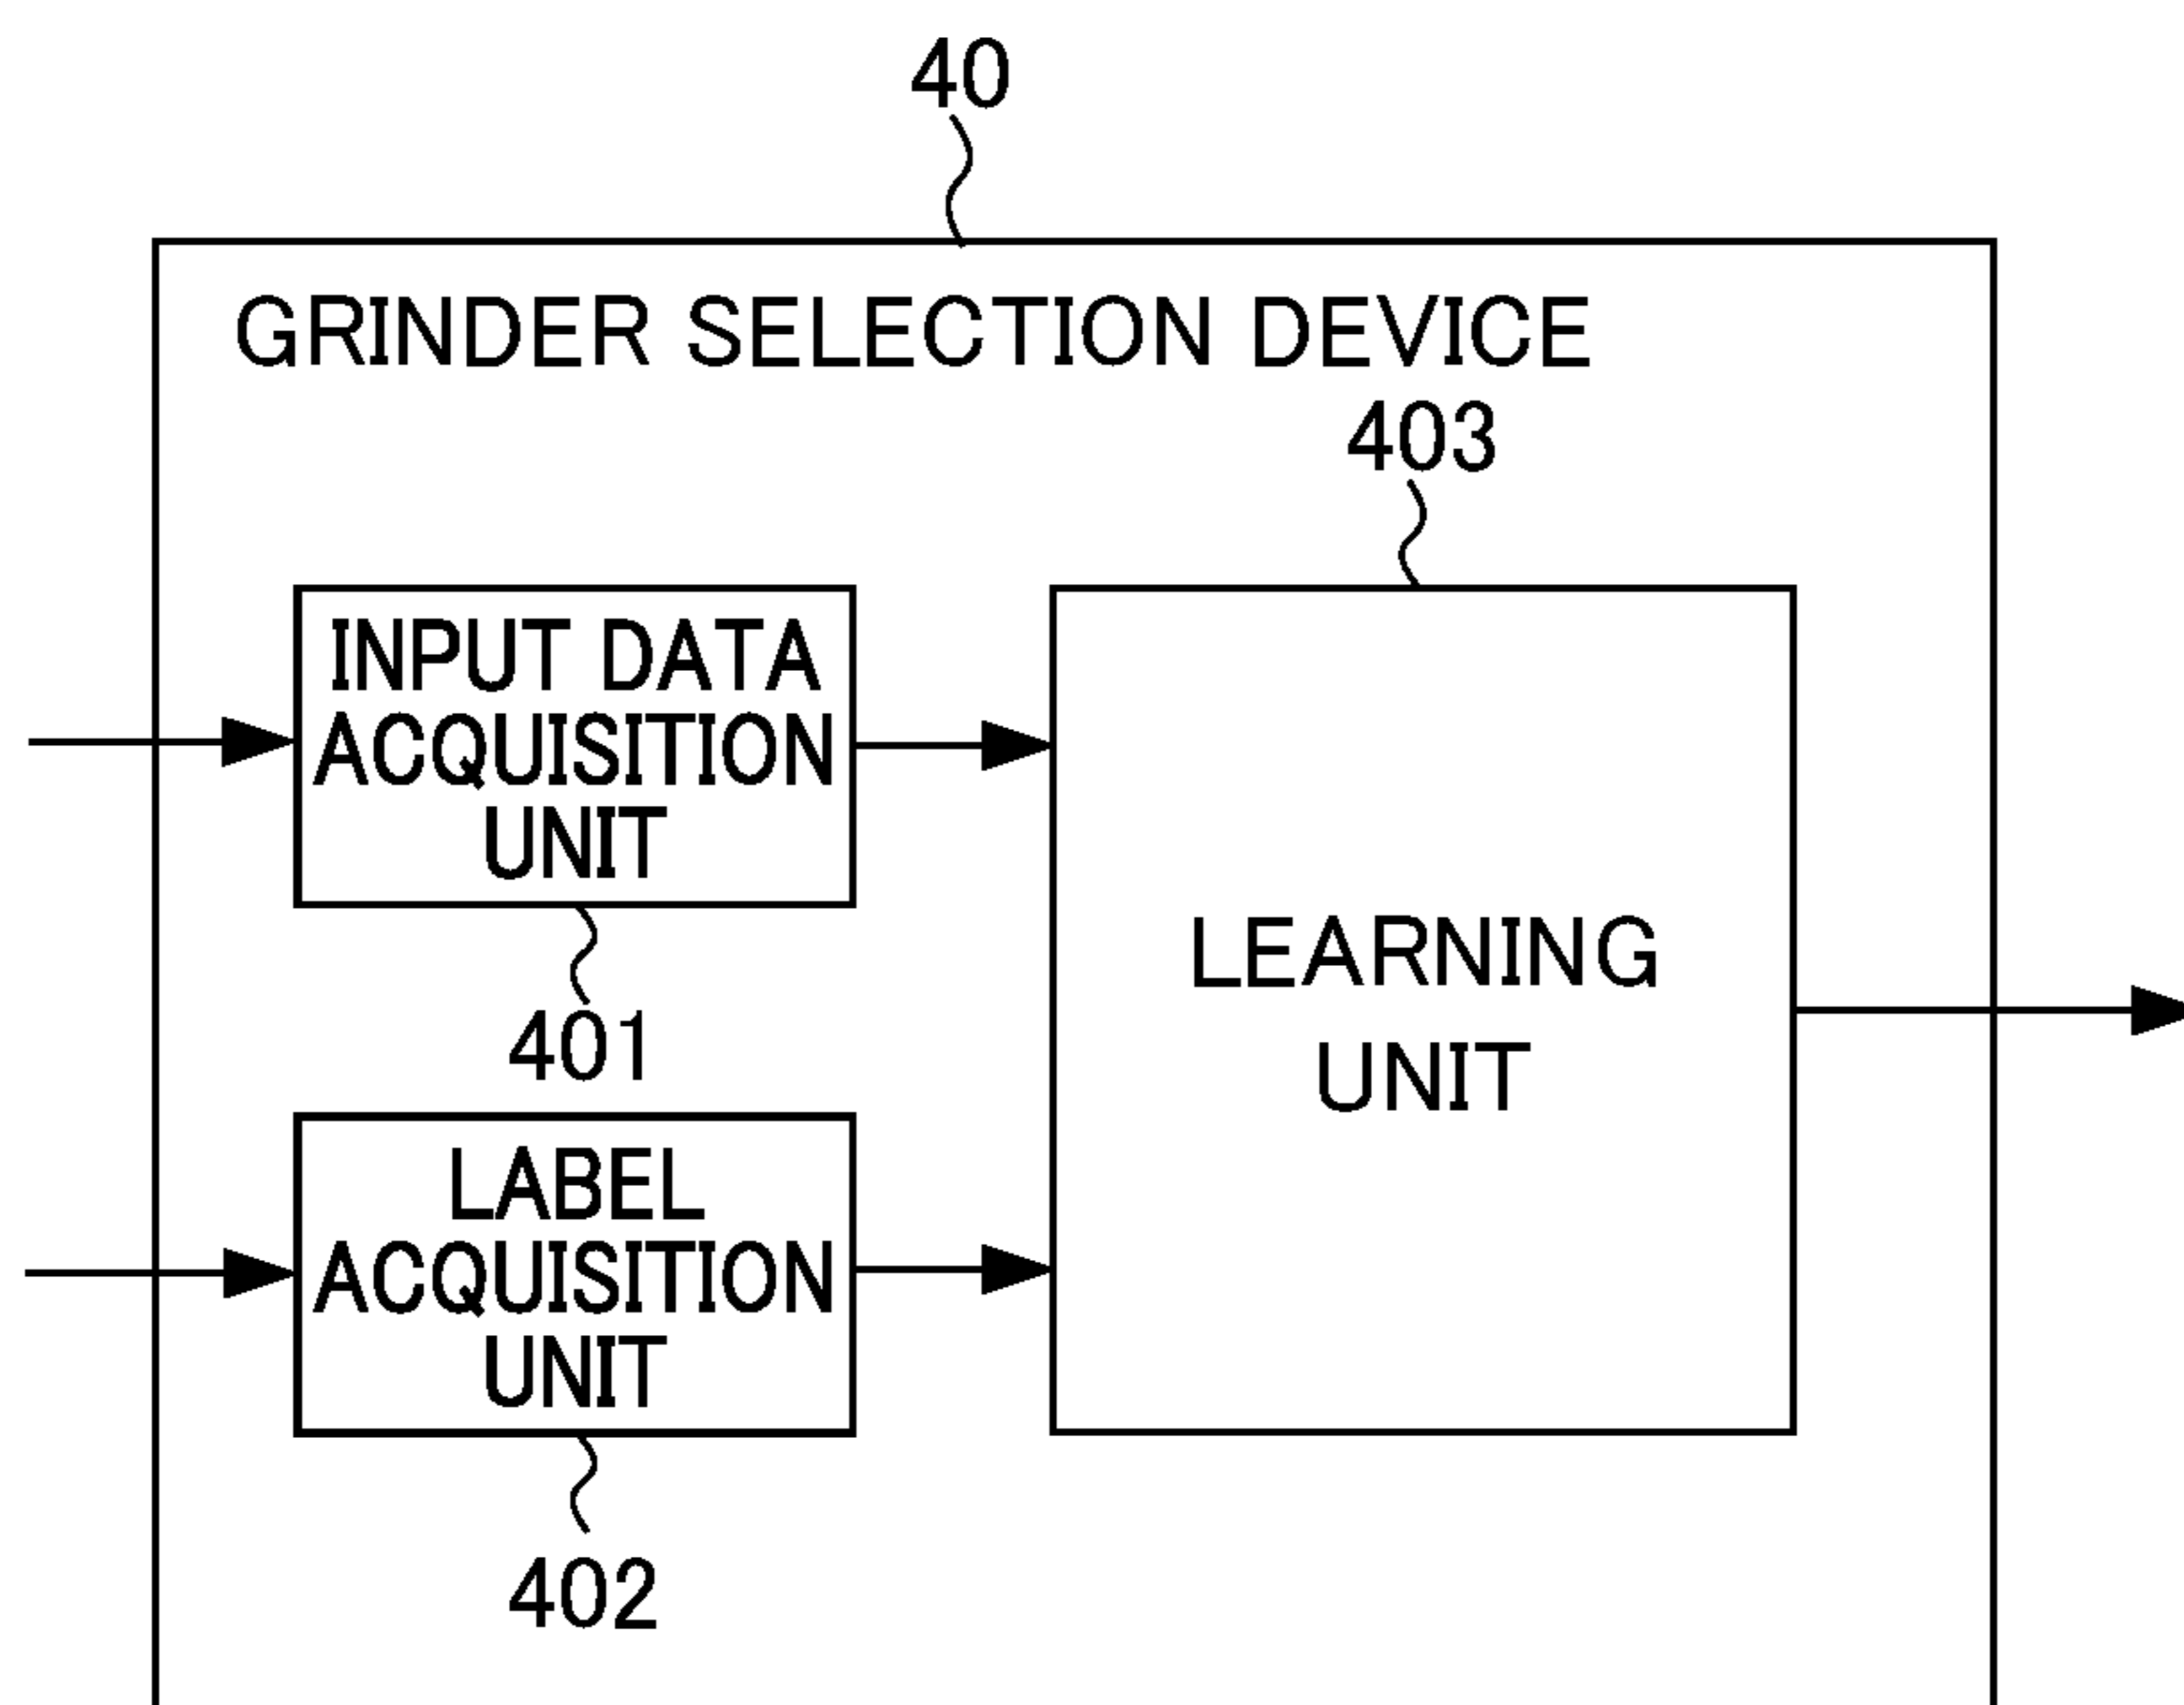 40
GRINDER SELECTION DEVICE
403
INPUT DATA
ACQUISITION
UNIT
401
LEARNING
UNIT
LABEL
ACQUISITION
UNIT
402